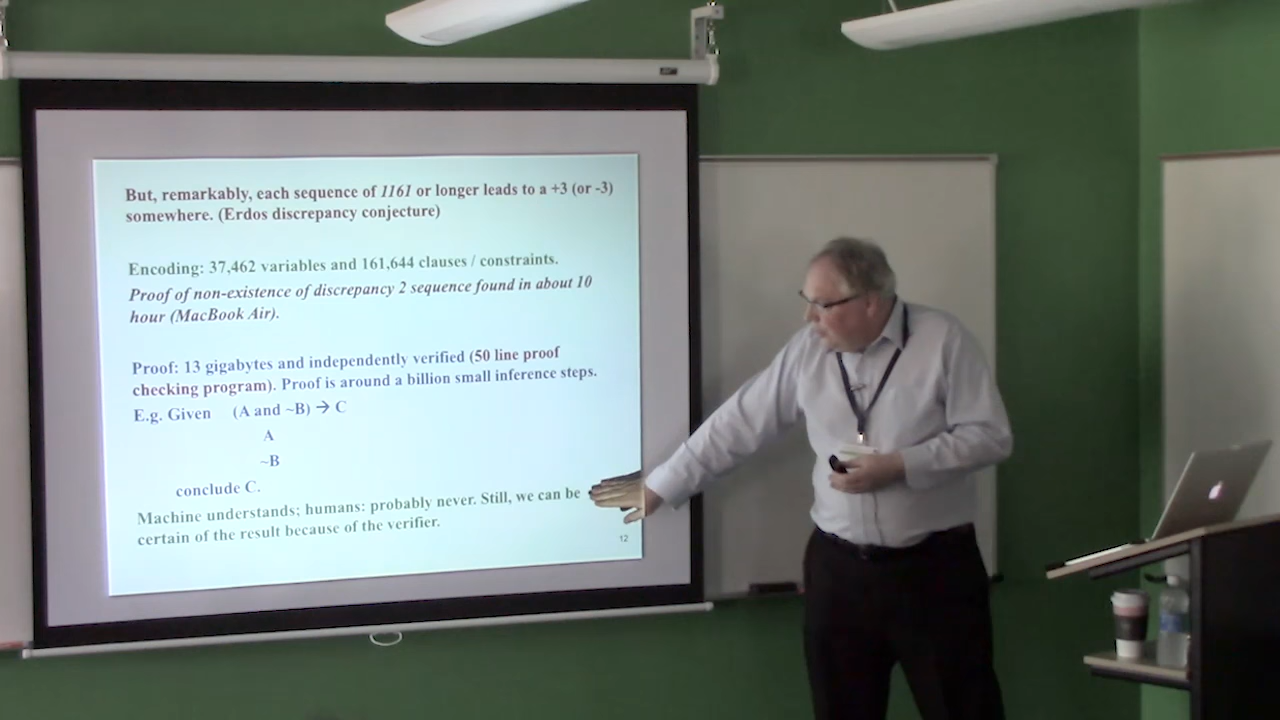 But, remarkably, each sequence of 1161 or longer leads to a +3 (or -3)
somewhere. (Erdos discrepancy conjecture)
Encoding: 37,462 variables and 161,644 clauses / constraints.
Proof of non-existence of discrepancy 2 sequence found in about 10
hour (MacBook Air).
Proof: 13 gigabytes and independently verified (50 line proof
checking program). Proof is around a billion small inference steps.
E.g. Given (A and ~B) → C
A
~B
conclude C.
Machine understands; humans: probably never. Still, we can be
certain of the result because of the verifier.
12